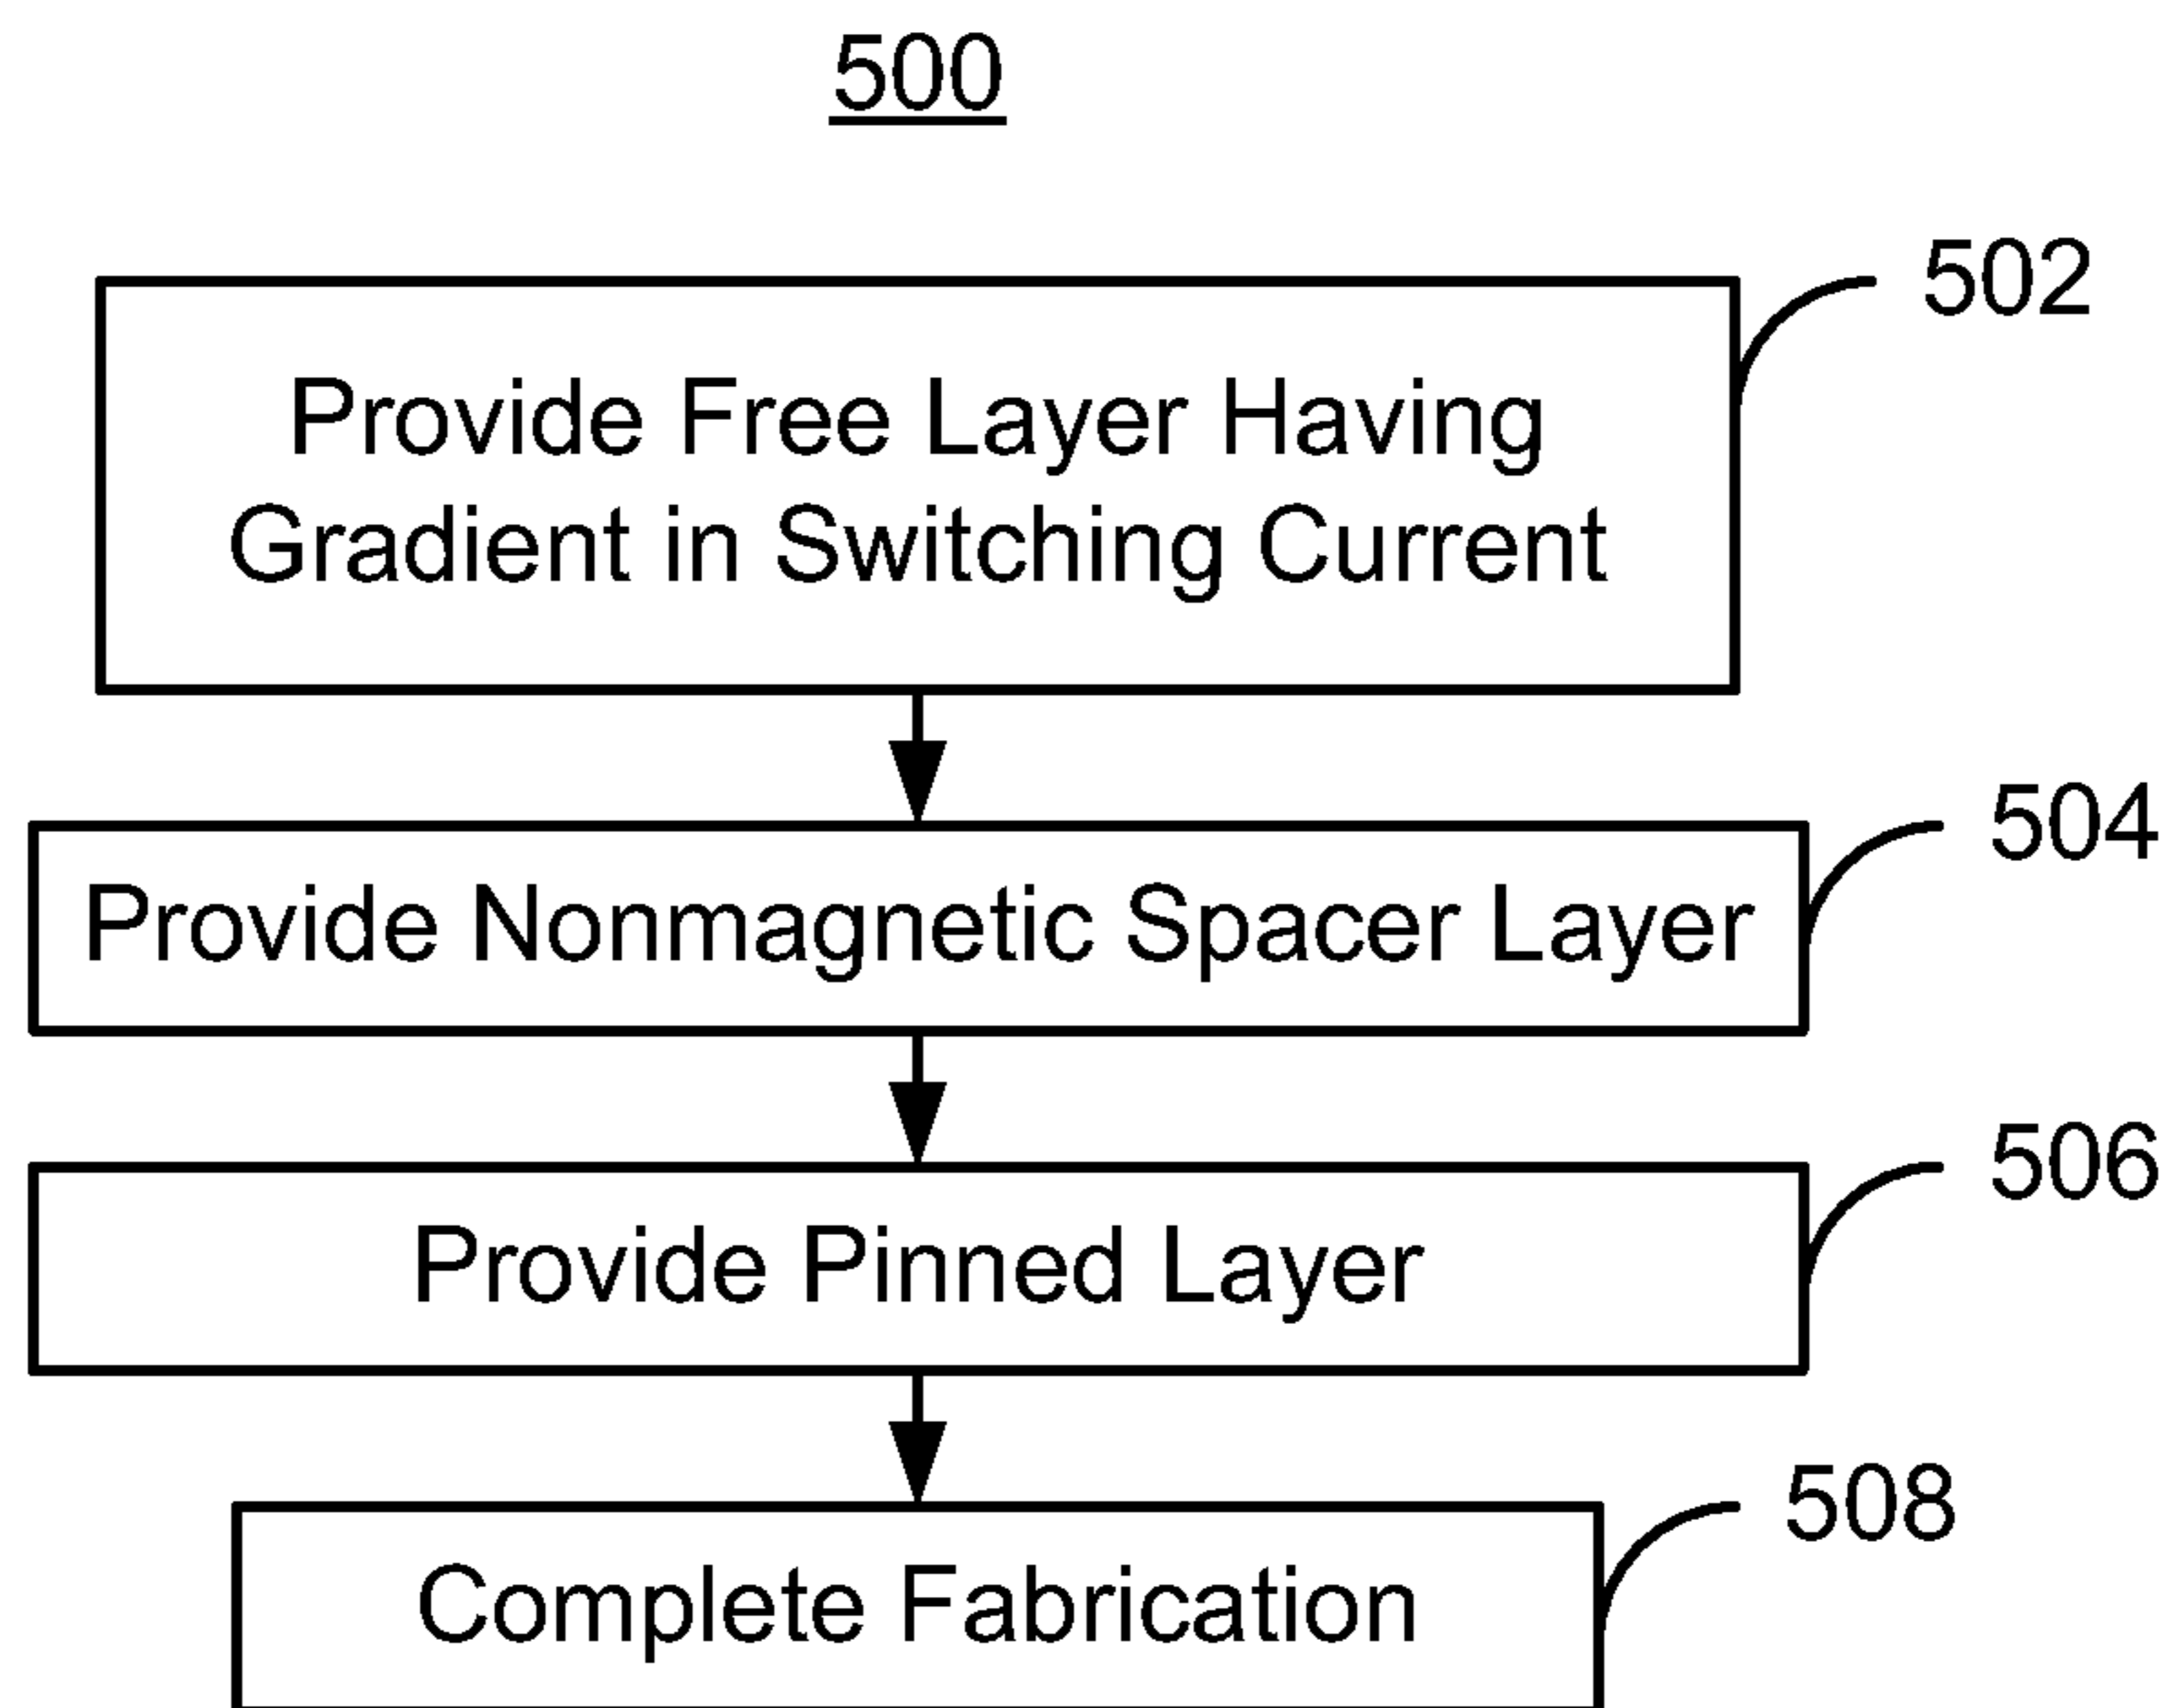 500
502
Provide Free Layer Having
Gradient in Switching Current
504
Provide Nonmagnetic Spacer Layer
506
Provide Pinned Layer
508
Complete Fabrication